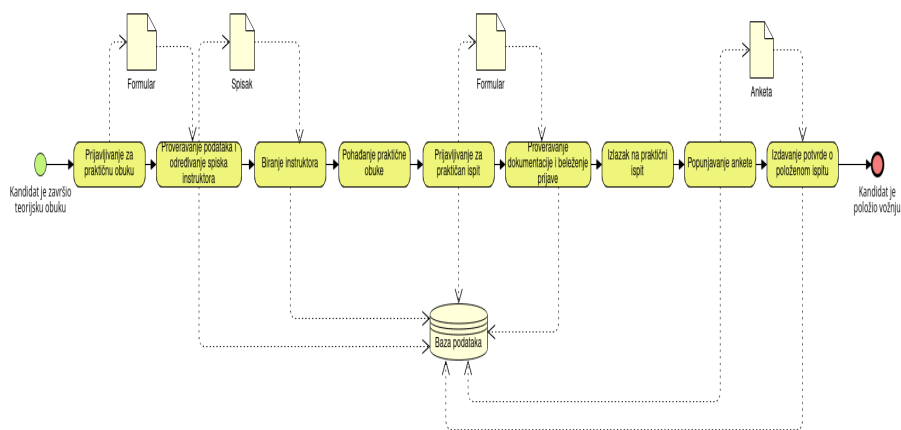 Formular
Spisak
Formular
Anketa
Kandidat je završio
teorijsku obuku
Prijavljivanje za
praktičnu obuku
Proveravanje podataka i
određivanje spiska
instruktora
Biranje instruktora
Pohađanje praktične
obuke
Prijavljivanje za
praktičan ispit
Proveravanje
dokumentacije i beleženje
prijave
Izlazak na praktični
ispit
Popunjavanje ankete
Izdavanje potvrde o
položenom ispitu
Kandidat je
položio vožnju
Baza podataka